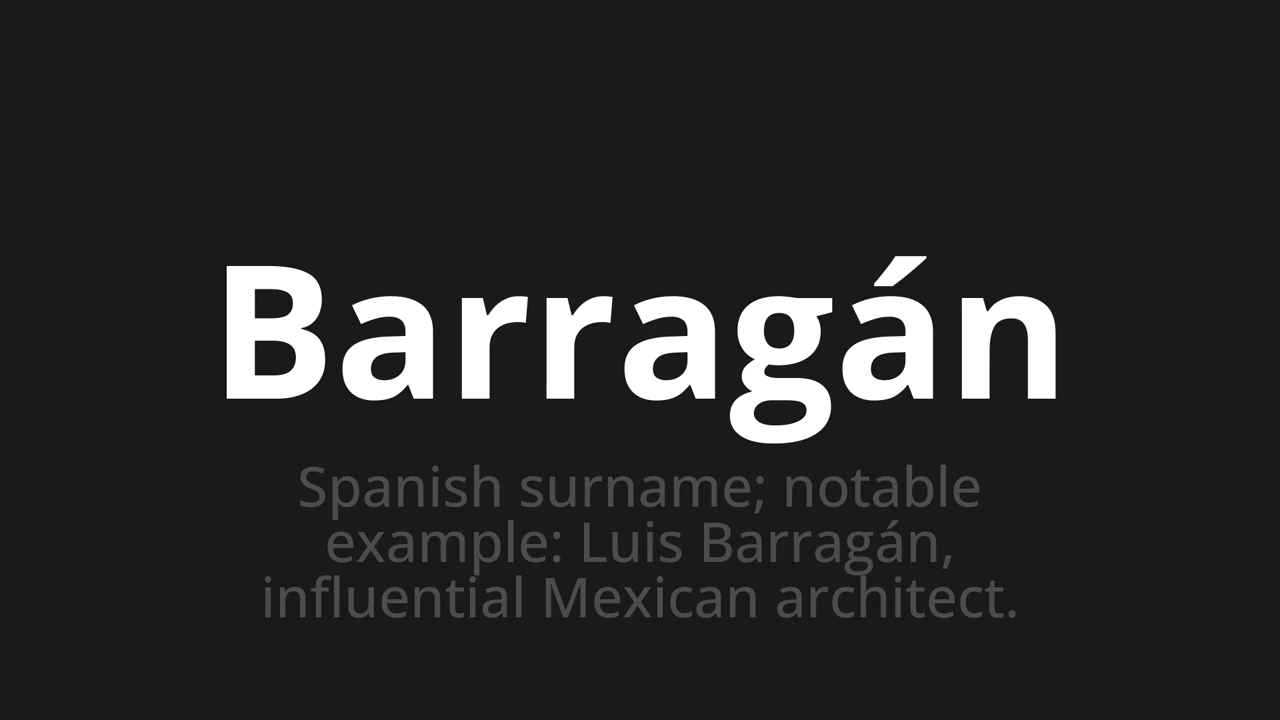 Barragán
Spanish surname; notable
example: Luis Barragán,
influential Mexican architect.